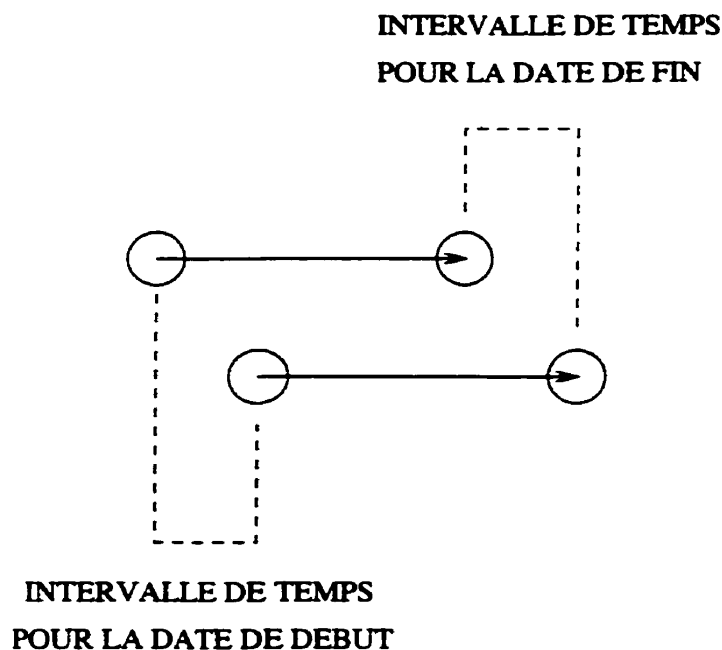 INTERVALLE DE TEMPS
POUR LA DATE DE FIN
INTERVALLE DE TEMPS
POUR LA DATE DE DEBUT